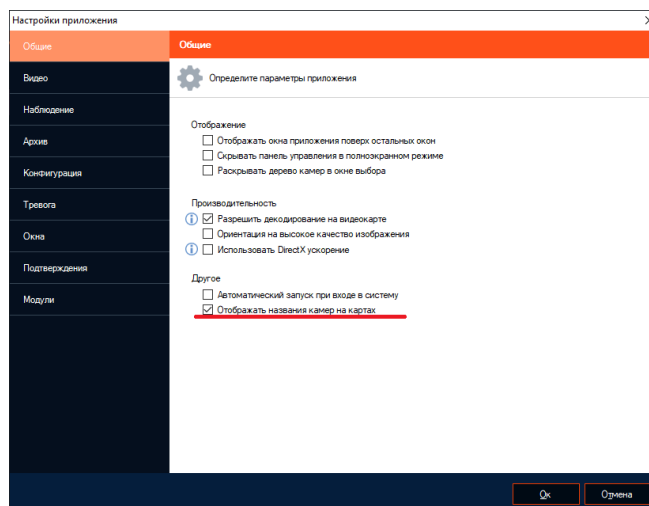 Настройки приложения
Общие
Видео
Наблюдение
Архив
Конфигурация
Тревога
Окна
Подтверждения
Модули
Общие
Определите параметры приложения
Отображение
Отображать окна приложения поверх остальных окон
Скрывать панель управления в полноэкранном режиме
Раскрывать дерево камер в окне выбора
Производительность
Разрешить декодирование на видеокарте
Ориентация на высокое качество изображения
Использовать DirectX ускорение
Другое
Автоматический запуск при входе в систему
Отображать названия камер на картах
Ок
Отмена